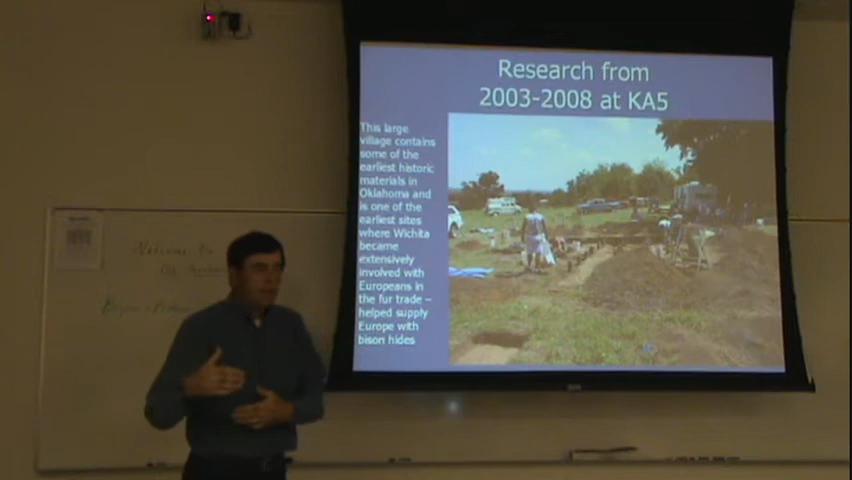 Research from
2003-2008 at KA5
This large
village contains
some of the
earliest historic
materials in
Oklahoma and
is one of the
earliest sites
where Wichita
became
extensively
involved with
Europeans in
the fur trade –
helped supply
Europe with
bison hides
Welcome To